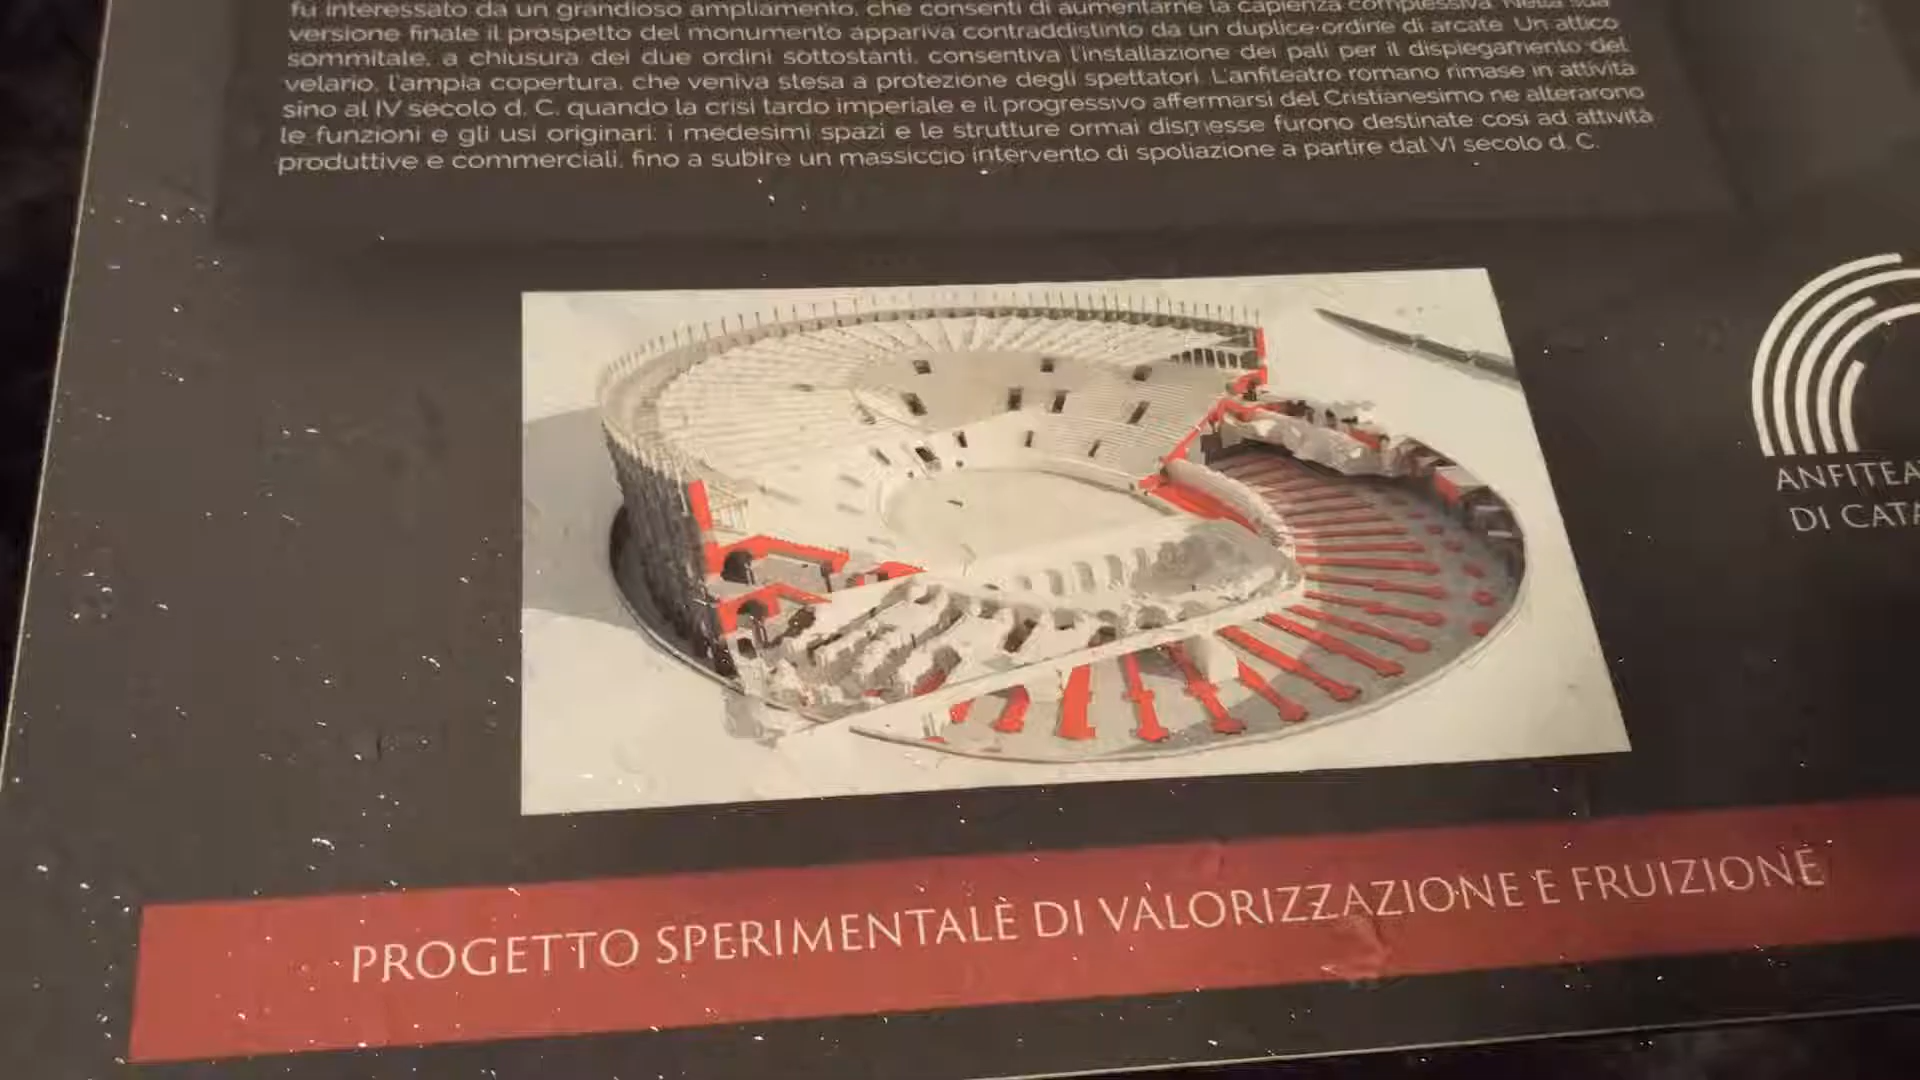 fu interessato da un grandioso ampliamento, che consentì di aumentarne la capienza complessiva. Nella sua
versione finale il prospetto del monumento appariva contraddistinto da un duplice ordine di arcate. Un attico
sommitale, a chiusura dei due ordini sottostanti, consentiva l'installazione dei pali per il dispiegamento del
velario, l'ampia copertura, che veniva stesa a protezione degli spettatori. L'anfiteatro romano rimase in attività
sino al IV secolo d. C. quando la crisi tardo imperiale e il progressivo affermarsi del Cristianesimo ne alterarono
le funzioni e gli usi originari: i medesimi spazi e le strutture ormai dismesse furono destinate così ad attività
produttive e commerciali, fino a subire un massiccio intervento di spoliazione a partire dal VI secolo d. C.
ANFITEA
DI CATA
PROGETTO SPERIMENTALE DI VALORIZZAZIONE E FRUIZIONE